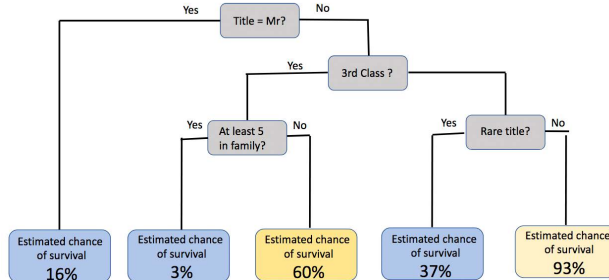 Yes
Title = Mr?
No
Yes
3rd Class ?
Yes
At least 5
in family?
No
Yes
Rare title?
No
Estimated chance
of survival
16%
Estimated chance
of survival
3%
Estimated chance
of survival
60%
Estimated chance
of survival
37%
Estimated chance
of survival
93%